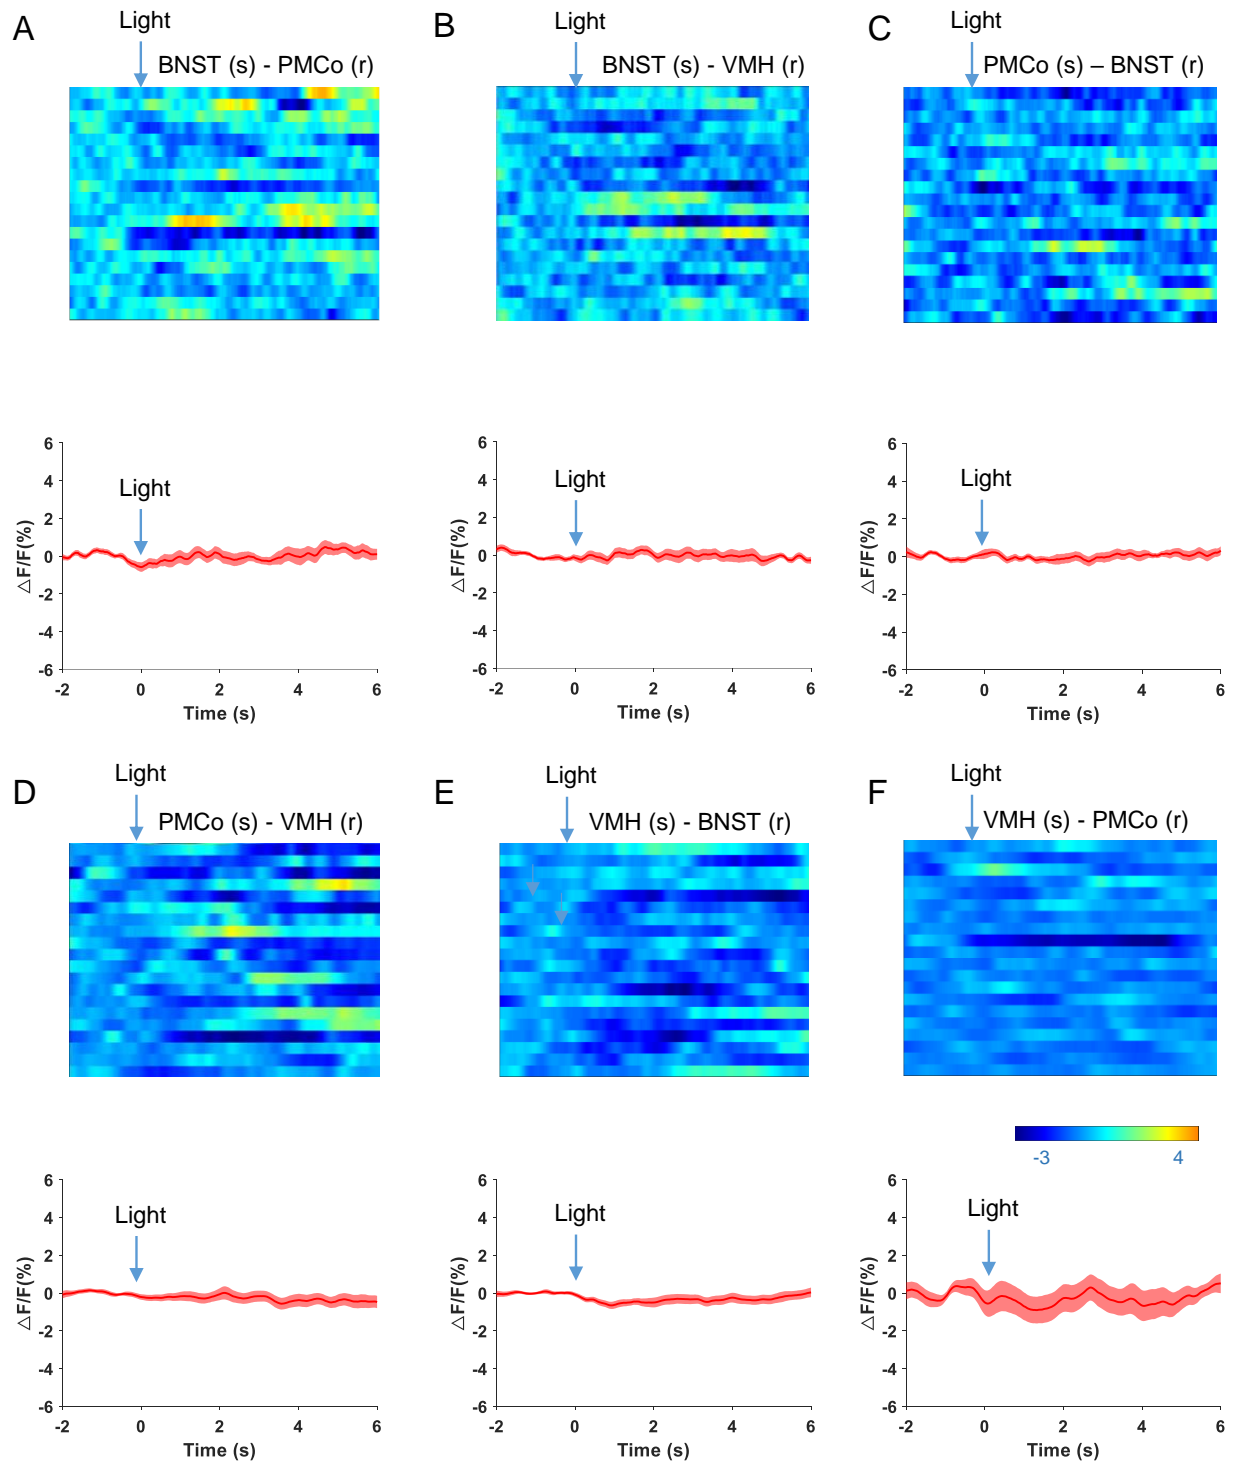 A
Light
BNST (s) - PMCo (r)
B
Light
BNST (s) - VMH (r)
C
Light
PMCo (s) – BNST (r)
6
4
2
0
-2
-4
-6
△F/F(%)
Light
-2 0 2 4 6
Time (s)
6
4
2
0
-2
-4
-6
△F/F(%)
Light
-2 0 2 4 6
Time (s)
6
4
2
0
-2
-4
-6
△F/F(%)
Light
-2 0 2 4 6
Time (s)
D
Light
PMCo (s) - VMH (r)
E
Light
VMH (s) - BNST (r)
F
Light
VMH (s) - PMCo (r)
-3 4
6
4
2
0
-2
-4
-6
△F/F(%)
Light
-2 0 2 4 6
Time (s)
6
4
2
0
-2
-4
-6
△F/F(%)
Light
-2 0 2 4 6
Time (s)
6
4
2
0
-2
-4
-6
△F/F(%)
Light
-2 0 2 4 6
Time (s)